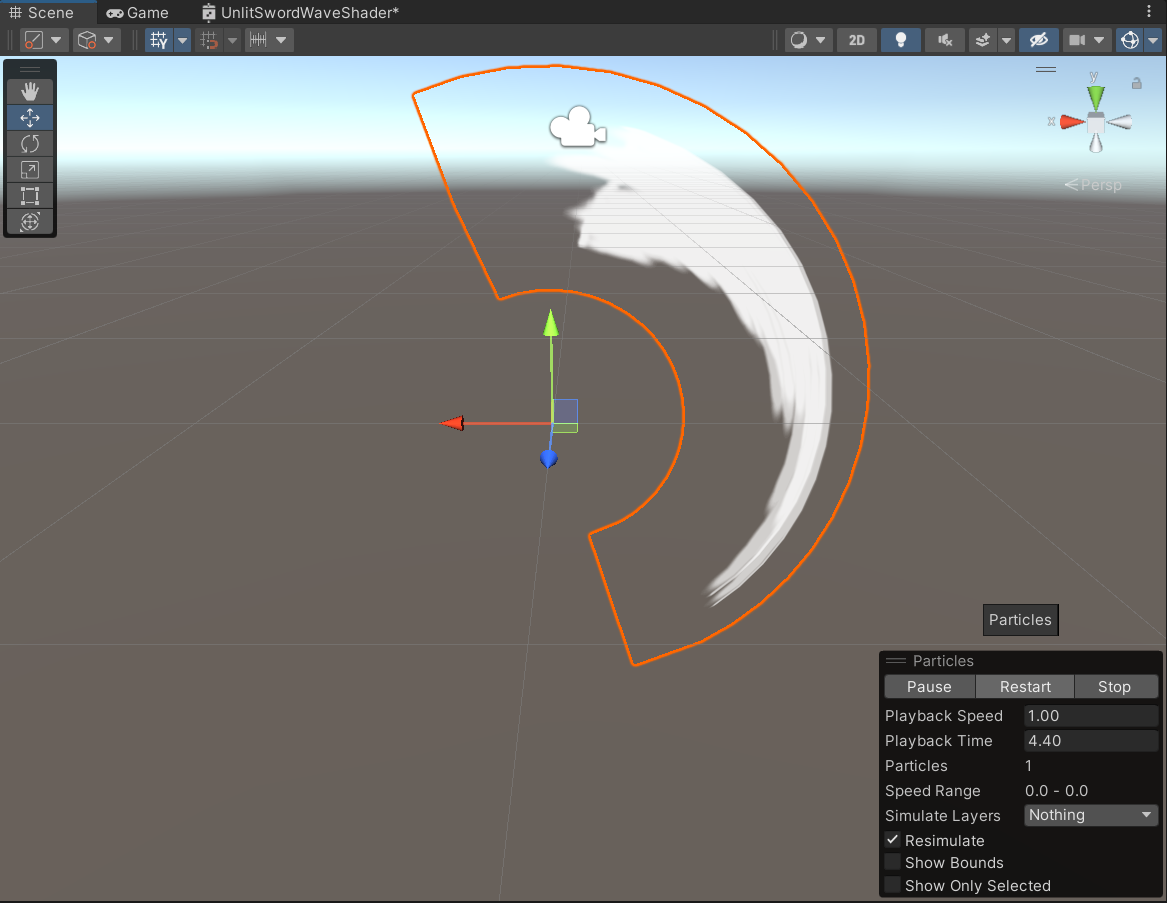 Scene Game UnlitSwordWaveShader*
2D
y
x
Persp
Particles
Particles
Pause Restart Stop
Playback Speed 1.00
Playback Time 4.40
Particles 1
Speed Range 0.0 - 0.0
Simulate Layers Nothing
Resimulate
Show Bounds
Show Only Selected